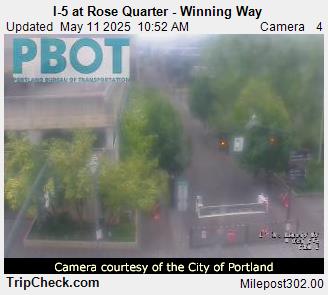 I-5 at Rose Quarter - Winning Way
Updated May 11 2025 10:52 AM Camera 4
PBOT
PORTLAND BUREAU OF TRANSPORTATION
Camera courtesy of the City of Portland
TripCheck.com Milepost302.00